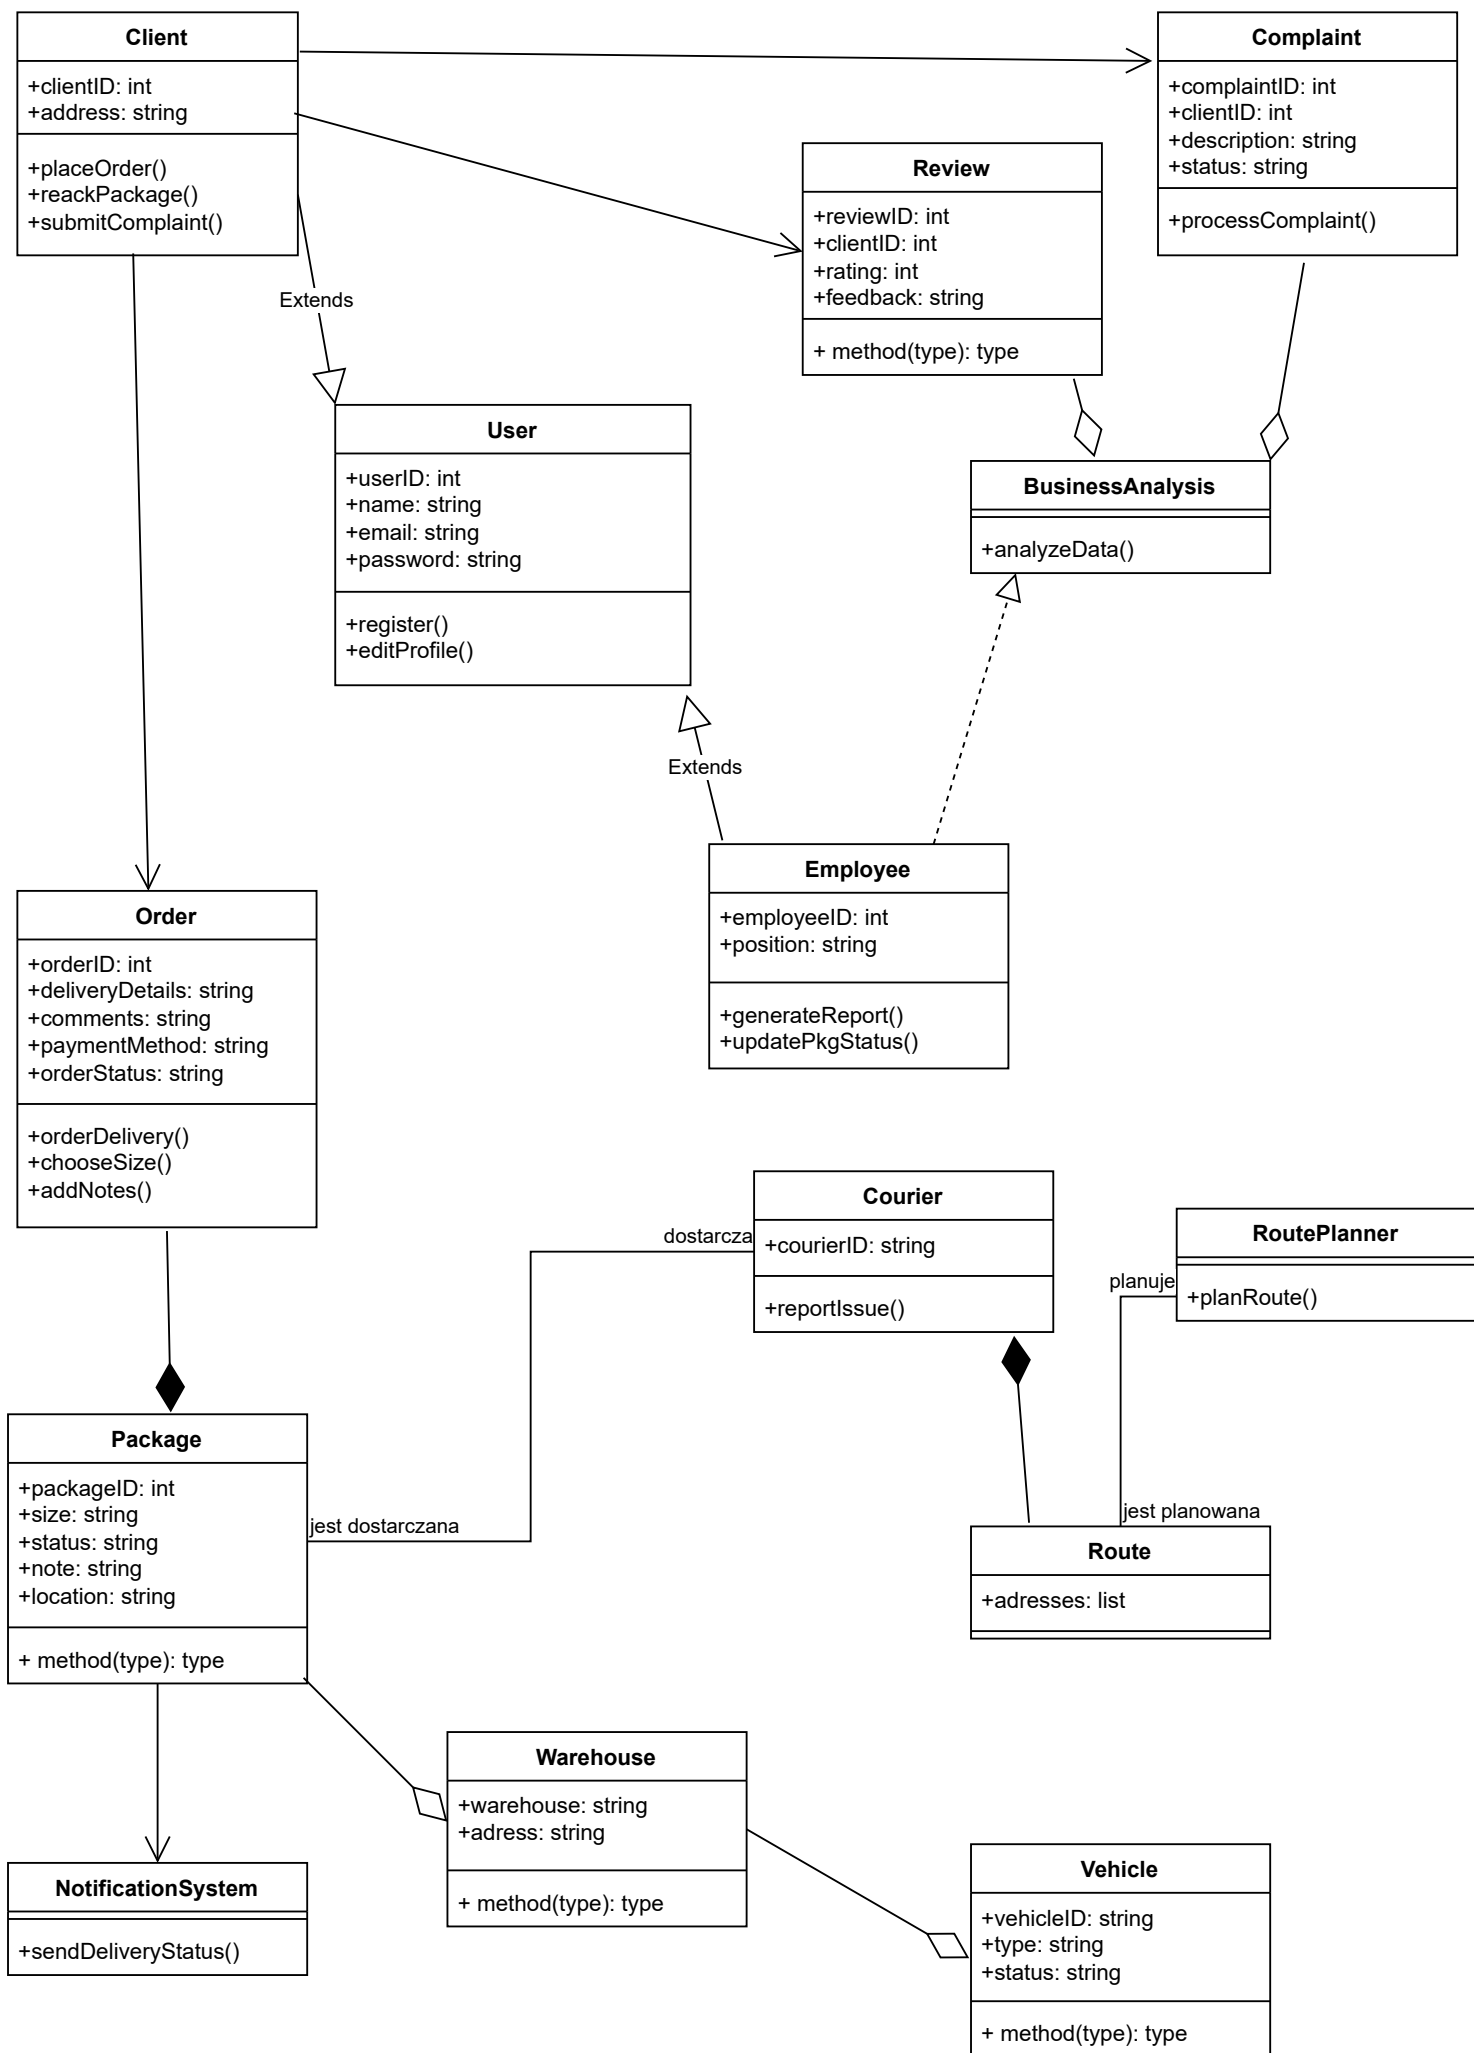 Client
+clientID: int
+address: string
+placeOrder()
+reackPackage()
+submitComplaint()
Complaint
+complaintID: int
+clientID: int
+description: string
+status: string
+processComplaint()
Review
+reviewID: int
+clientID: int
+rating: int
+feedback: string
+ method(type): type
Extends
User
+userID: int
+name: string
+email: string
+password: string
+register()
+editProfile()
BusinessAnalysis
+analyzeData()
Extends
Employee
+employeeID: int
+position: string
+generateReport()
+updatePkgStatus()
Order
+orderID: int
+deliveryDetails: string
+comments: string
+paymentMethod: string
+orderStatus: string
+orderDelivery()
+chooseSize()
+addNotes()
Courier
+courierID: string
+reportIssue()
dostarcza
RoutePlanner
+planRoute()
planuje
Package
+packageID: int
+size: string
+status: string
+note: string
+location: string
+ method(type): type
jest dostarczana
jest planowana
Route
+adresses: list
Warehouse
+warehouse: string
+adress: string
+ method(type): type
NotificationSystem
+sendDeliveryStatus()
Vehicle
+vehicleID: string
+type: string
+status: string
+ method(type): type